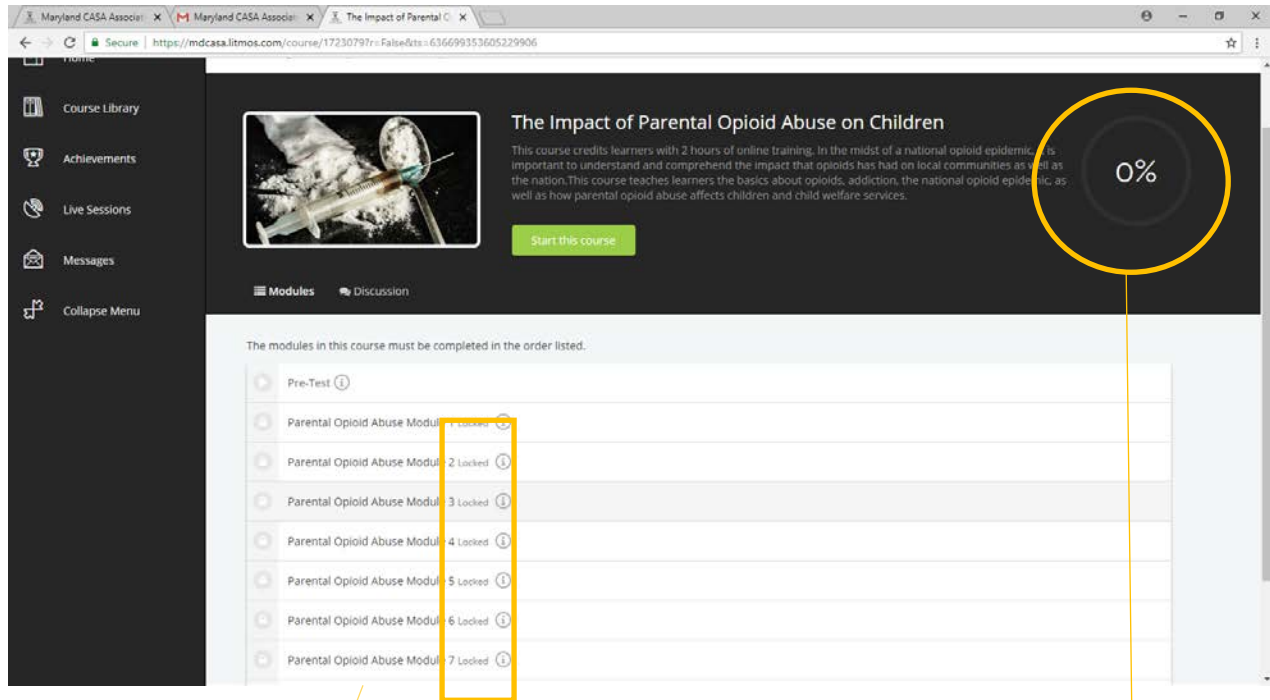 Maryland CASA Associat
Maryland CASA Associat
The Impact of Parental O
Secure https://mdcasa.litmos.com/course/1723079?r=False&ts=636699353605229906
Home
Course Library
Achievements
Live Sessions
Messages
Collapse Menu
The Impact of Parental Opioid Abuse on Children
This course credits learners with 2 hours of online training. In the midst of a national opioid epidemic, it is
important to understand and comprehend the impact that opioids has had on local communities as well as
the nation.This course teaches learners the basics about opioids, addiction, the national opioid epidemic, as
well as how parental opioid abuse affects children and child welfare services.
0%
Start this course
Modules Discussion
The modules in this course must be completed in the order listed.
Pre-Test
Parental Opioid Abuse Module 1 Locked
Parental Opioid Abuse Module 2 Locked
Parental Opioid Abuse Module 3 Locked
Parental Opioid Abuse Module 4 Locked
Parental Opioid Abuse Module 5 Locked
Parental Opioid Abuse Module 6 Locked
Parental Opioid Abuse Module 7 Locked